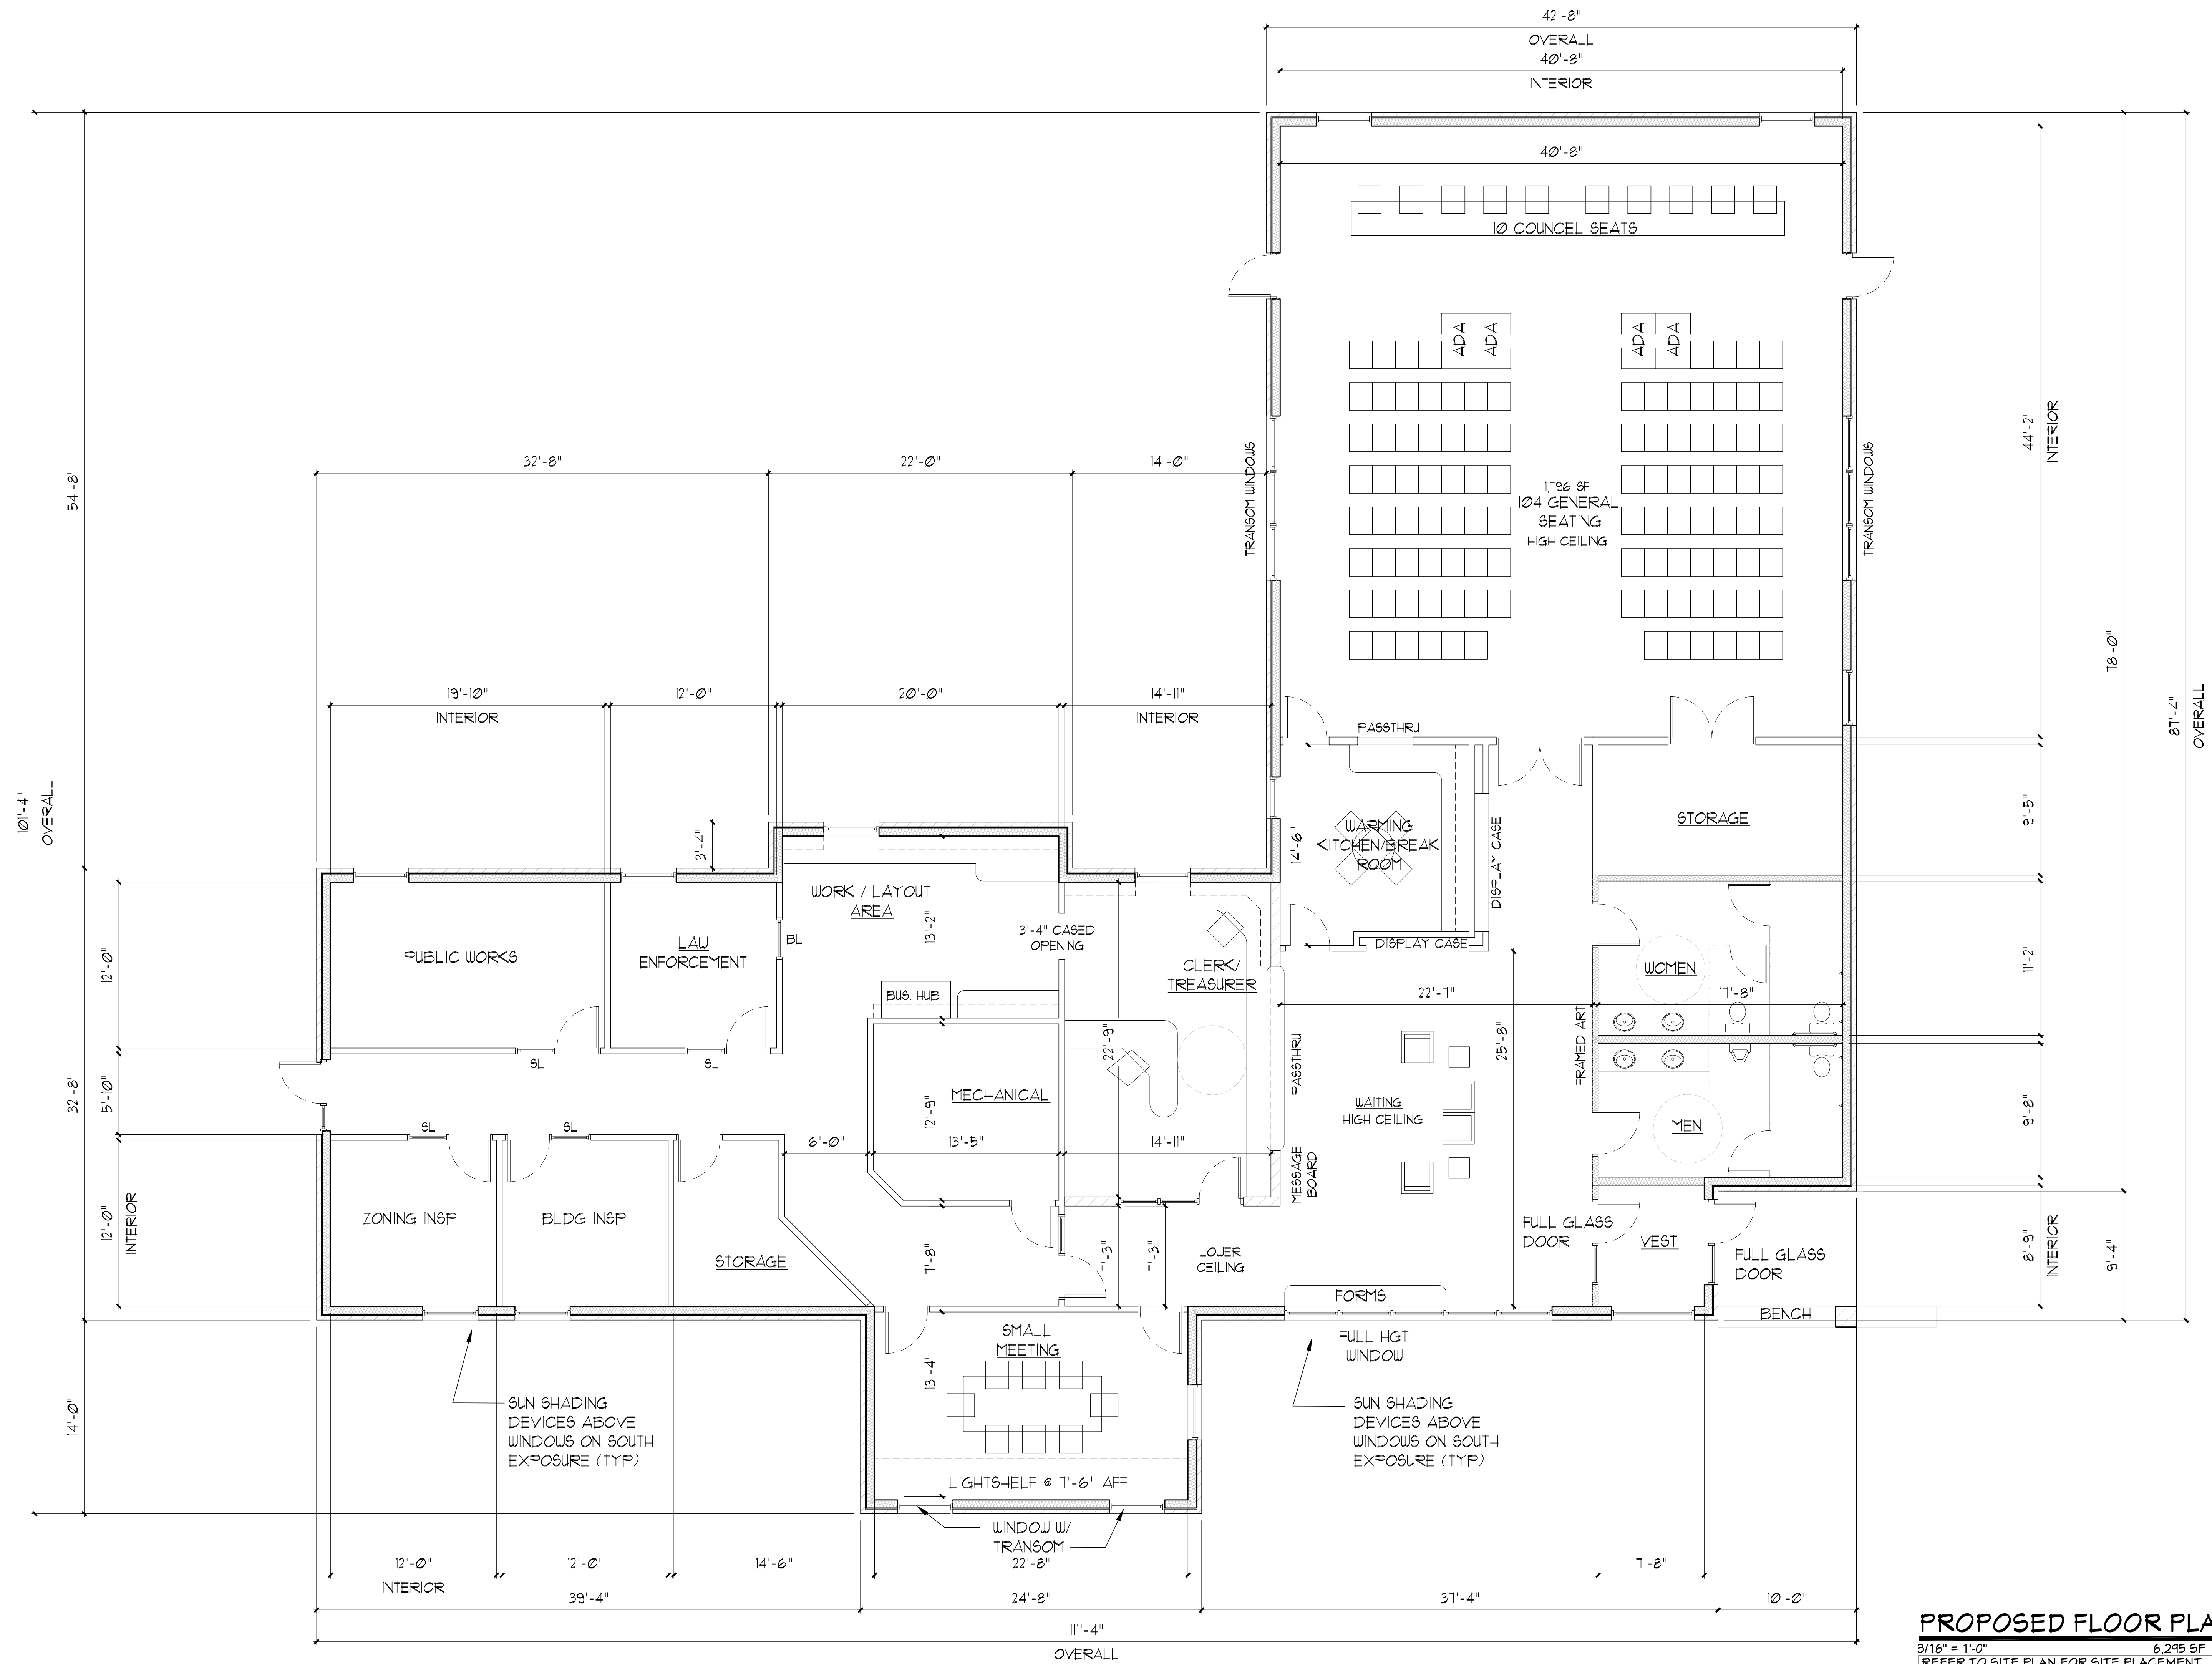 42'-8"
OVERALL
40'-8"
INTERIOR
40'-8"
10 COUNCEL SEATS
ADA
ADA
ADA
ADA
44'-2"
INTERIOR
TRANSOM WINDOWS
TRANSOM WINDOWS
1,796 SF
104 GENERAL
SEATING
HIGH CEILING
32'-8"
22'-0"
14'-0"
54'-8"
78'-0"
87'-4"
OVERALL
101'-4"
OVERALL
19'-10"
INTERIOR
12'-0"
20'-0"
14'-11"
INTERIOR
PASSTHRU
3'-4"
14'-6"
WARMING
KITCHEN/BREAK
ROOM
DISPLAY CASE
DISPLAY CASE
STORAGE
9'-5"
WORK / LAYOUT
AREA
13'-2"
3'-4" CASED
OPENING
BL
LAW
ENFORCEMENT
PUBLIC WORKS
12'-0"
CLERK/
TREASURER
BUS. HUB
22'-7"
17'-8"
WOMEN
11'-2"
FRAMED ART
25'-8"
PASSTHRU
22'-9"
SL
SL
5'-10"
32'-8"
MECHANICAL
12'-9"
WAITING
HIGH CEILING
MEN
9'-8"
SL
SL
6'-0"
13'-5"
14'-11"
MESSAGE
BOARD
12'-0"
INTERIOR
ZONING INSP
BLDG INSP
STORAGE
7'-8"
7'-3"
7'-3"
LOWER
CEILING
FULL GLASS
DOOR
VEST
FULL GLASS
DOOR
8'-9"
INTERIOR
9'-4"
FORMS
BENCH
SMALL
MEETING
13'-4"
FULL HGT
WINDOW
SUN SHADING
DEVICES ABOVE
WINDOWS ON SOUTH
EXPOSURE (TYP)
SUN SHADING
DEVICES ABOVE
WINDOWS ON SOUTH
EXPOSURE (TYP)
14'-0"
LIGHTSHELF @ 7'-6" AFF
WINDOW W/
TRANSOM
12'-0"
INTERIOR
12'-0"
14'-6"
22'-8"
7'-8"
39'-4"
24'-8"
37'-4"
10'-0"
111'-4"
OVERALL
PROPOSED FLOOR PLA
3/16" = 1'-0" 6,295 SF
REFER TO SITE PLAN FOR SITE PLACEMENT